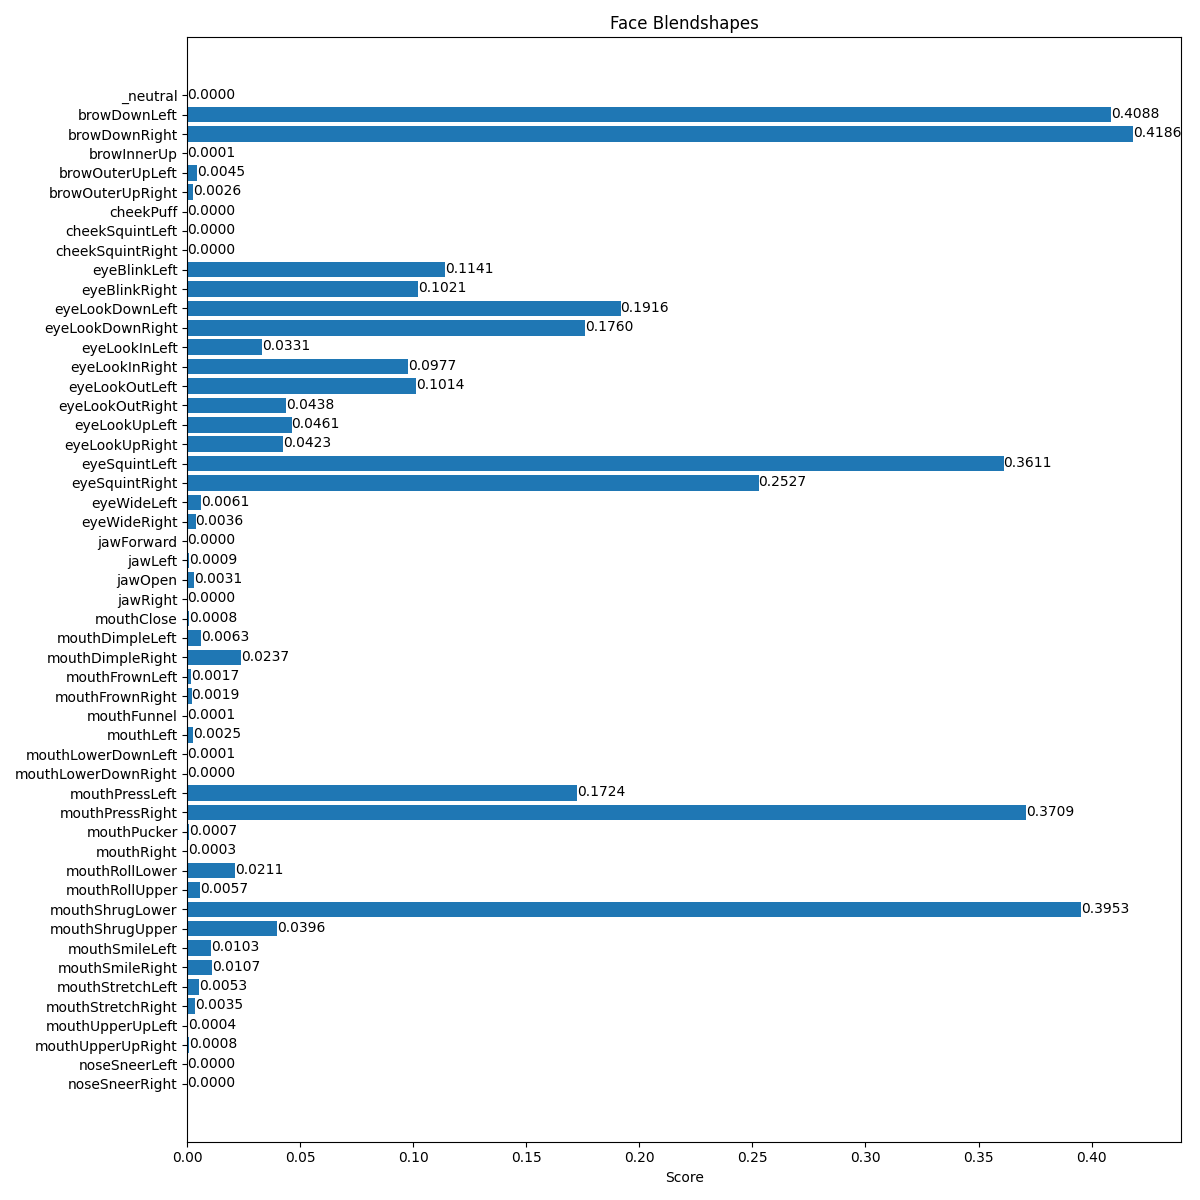 Face Blendshapes
_neutral 0.0000
browDownLeft 0.4088
browDownRight 0.4186
browInnerUp 0.0001
browOuterUpLeft 0.0045
browOuterUpRight 0.0026
cheekPuff 0.0000
cheekSquintLeft 0.0000
cheekSquintRight 0.0000
eyeBlinkLeft 0.1141
eyeBlinkRight 0.1021
eyeLookDownLeft 0.1916
eyeLookDownRight 0.1760
eyeLookInLeft 0.0331
eyeLookInRight 0.0977
eyeLookOutLeft 0.1014
eyeLookOutRight 0.0438
eyeLookUpLeft 0.0461
eyeLookUpRight 0.0423
eyeSquintLeft 0.3611
eyeSquintRight 0.2527
eyeWideLeft 0.0061
eyeWideRight 0.0036
jawForward 0.0000
jawLeft 0.0009
jawOpen 0.0031
jawRight 0.0000
mouthClose 0.0008
mouthDimpleLeft 0.0063
mouthDimpleRight 0.0237
mouthFrownLeft 0.0017
mouthFrownRight 0.0019
mouthFunnel 0.0001
mouthLeft 0.0025
mouthLowerDownLeft 0.0001
mouthLowerDownRight 0.0000
mouthPressLeft 0.1724
mouthPressRight 0.3709
mouthPucker 0.0007
mouthRight 0.0003
mouthRollLower 0.0211
mouthRollUpper 0.0057
mouthShrugLower 0.3953
mouthShrugUpper 0.0396
mouthSmileLeft 0.0103
mouthSmileRight 0.0107
mouthStretchLeft 0.0053
mouthStretchRight 0.0035
mouthUpperUpLeft 0.0004
mouthUpperUpRight 0.0008
noseSneerLeft 0.0000
noseSneerRight 0.0000
0.00 0.05 0.10 0.15 0.20 0.25 0.30 0.35 0.40
Score